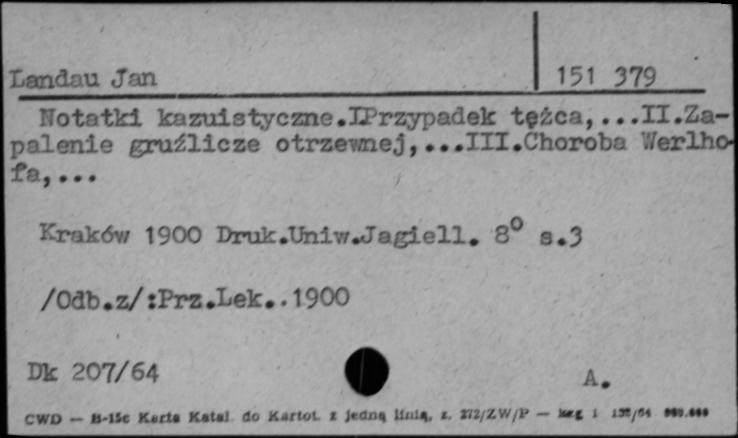 Landau Jan
151 379
Notatki kazuistyczne.IPrzypadek tężca,...II.Za-
palenie gruźlicze otrzewnej,...III.Choroba Werlho-
fa,...
Kraków 1900 Druk.Uniw.Jagiell. 8° s.3
/Odb.z/:Prz.Lek..1900
Dk 207/64
A.
CWD — B-15c Karta Katal. do Kartot. z jedną linią, z. 272/ZW/P —